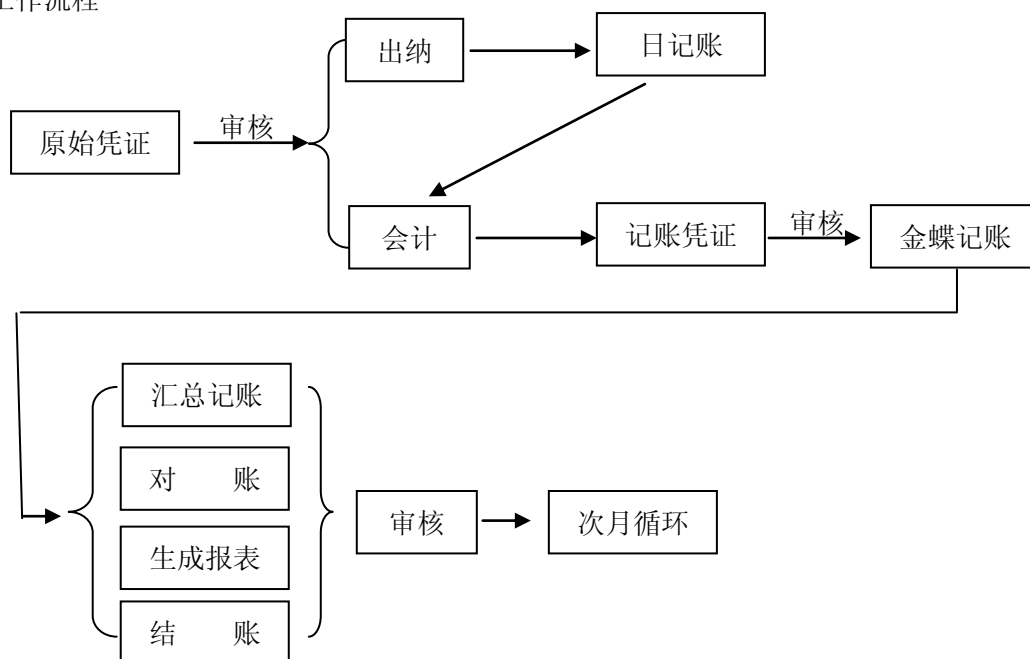 工作流程
出纳
日记账
原始凭证
审核
会计
记账凭证
审核
金蝶记账
汇总记账
对 账
生成报表
结 账
审核
次月循环